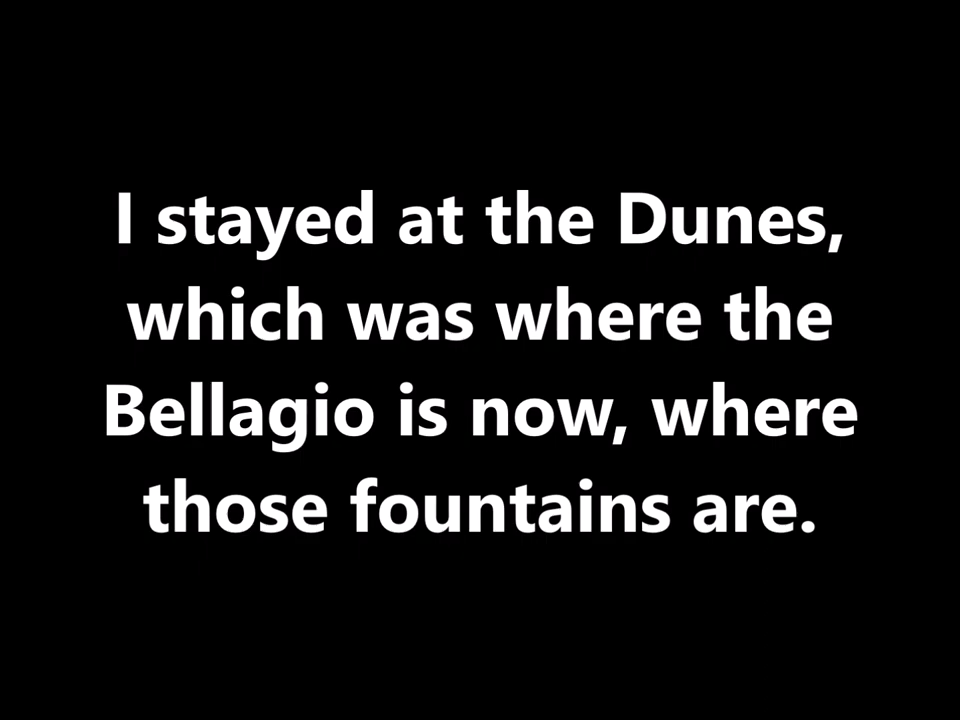 I stayed at the Dunes,
which was where the
Bellagio is now, where
those fountains are.